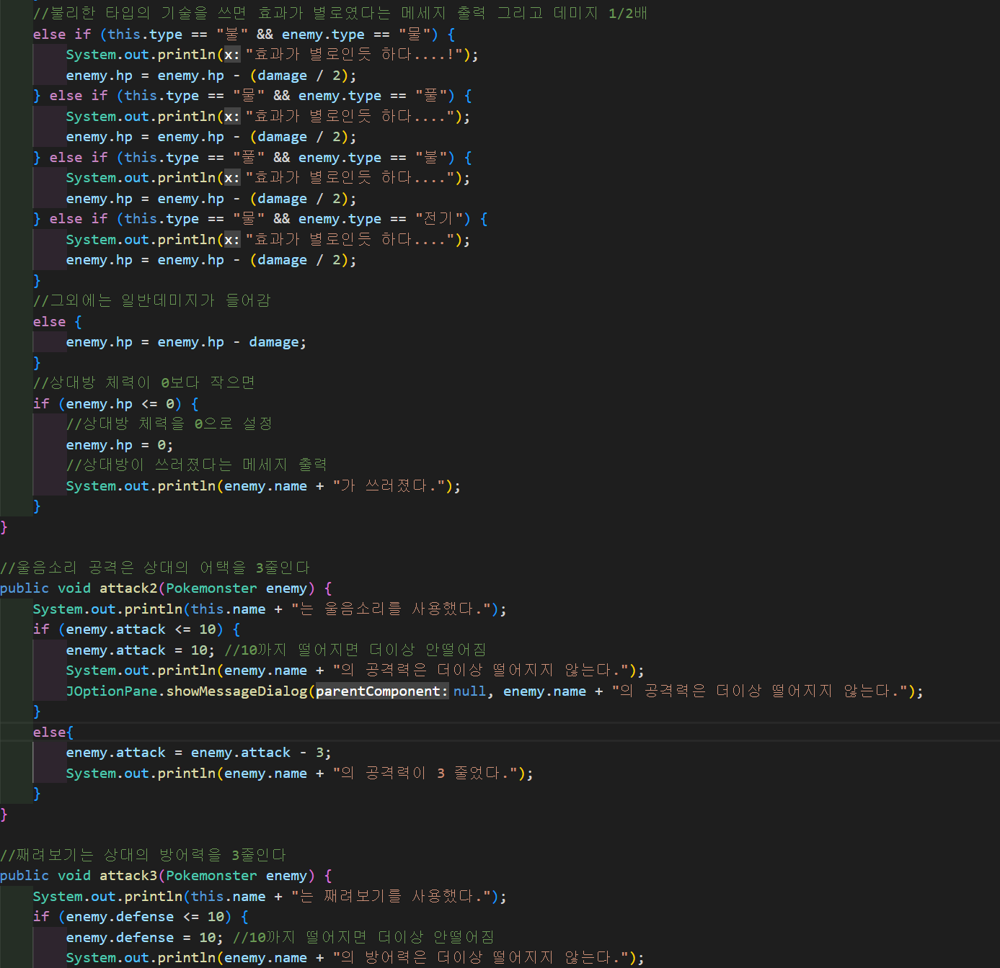 //불리한 타입의 기술을 쓰면 효과가 별로였다는 메세지 출력 그리고 데미지 1/2배
else if (this.type == "불" && enemy.type == "물") {
System.out.println(x: "효과가 별로인듯 하다....!");
enemy.hp = enemy.hp - (damage / 2);
} else if (this.type == "물" && enemy.type == "풀") {
System.out.println(x: "효과가 별로인듯 하다....");
enemy.hp = enemy.hp - (damage / 2);
} else if (this.type == "풀" && enemy.type == "불") {
System.out.println(x: "효과가 별로인듯 하다....");
enemy.hp = enemy.hp - (damage / 2);
} else if (this.type == "물" && enemy.type == "전기") {
System.out.println(x: "효과가 별로인듯 하다....");
enemy.hp = enemy.hp - (damage / 2);
}
//그외에는 일반데미지가 들어감
else {
enemy.hp = enemy.hp - damage;
}
//상대방 체력이 0보다 작으면
if (enemy.hp <= 0) {
//상대방 체력을 0으로 설정
enemy.hp = 0;
//상대방이 쓰러졌다는 메세지 출력
System.out.println(enemy.name + "가 쓰러졌다.");
}
}
//울음소리 공격은 상대의 어택을 3줄인다
public void attack2(Pokemonster enemy) {
System.out.println(this.name + "는 울음소리를 사용했다.");
if (enemy.attack <= 10) {
enemy.attack = 10; //10까지 떨어지면 더이상 안떨어짐
System.out.println(enemy.name + "의 공격력은 더이상 떨어지지 않는다.");
JOptionPane.showMessageDialog(parentComponent: null, enemy.name + "의 공격력은 더이상 떨어지지 않는다.");
}
else{
enemy.attack = enemy.attack - 3;
System.out.println(enemy.name + "의 공격력이 3 줄었다.");
}
}
//째려보기는 상대의 방어력을 3줄인다
public void attack3(Pokemonster enemy) {
System.out.println(this.name + "는 째려보기를 사용했다.");
if (enemy.defense <= 10) {
enemy.defense = 10; //10까지 떨어지면 더이상 안떨어짐
System.out.println(enemy.name + "의 방어력은 더이상 떨어지지 않는다.");